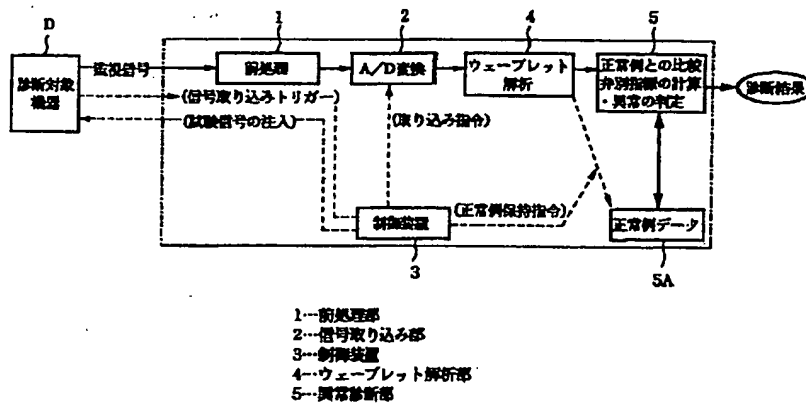 D
1
2
4
5
診断対象
機器
監視信号
前処理
A/D変換
ウェーブレット
解析
正常例との比較
弁別指標の計算
・異常の判定
診断結果
(信号取り込みトリガー)
(試験信号の注入)
(取り込み指令)
制御装置
(正常例保持指令)
正常例データ
3
5A
1…前処理部
2…信号取り込み部
3…制御装置
4…ウェーブレット解析部
5…異常診断部